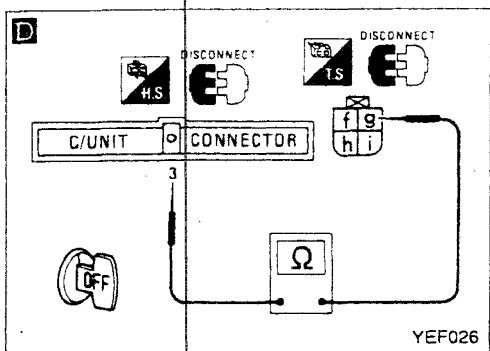 D
DISCONNECT
H.S
DISCONNECT
T.S
C/UNIT O CONNECTOR
3
f g
h i
OFF
Ω
YEF026